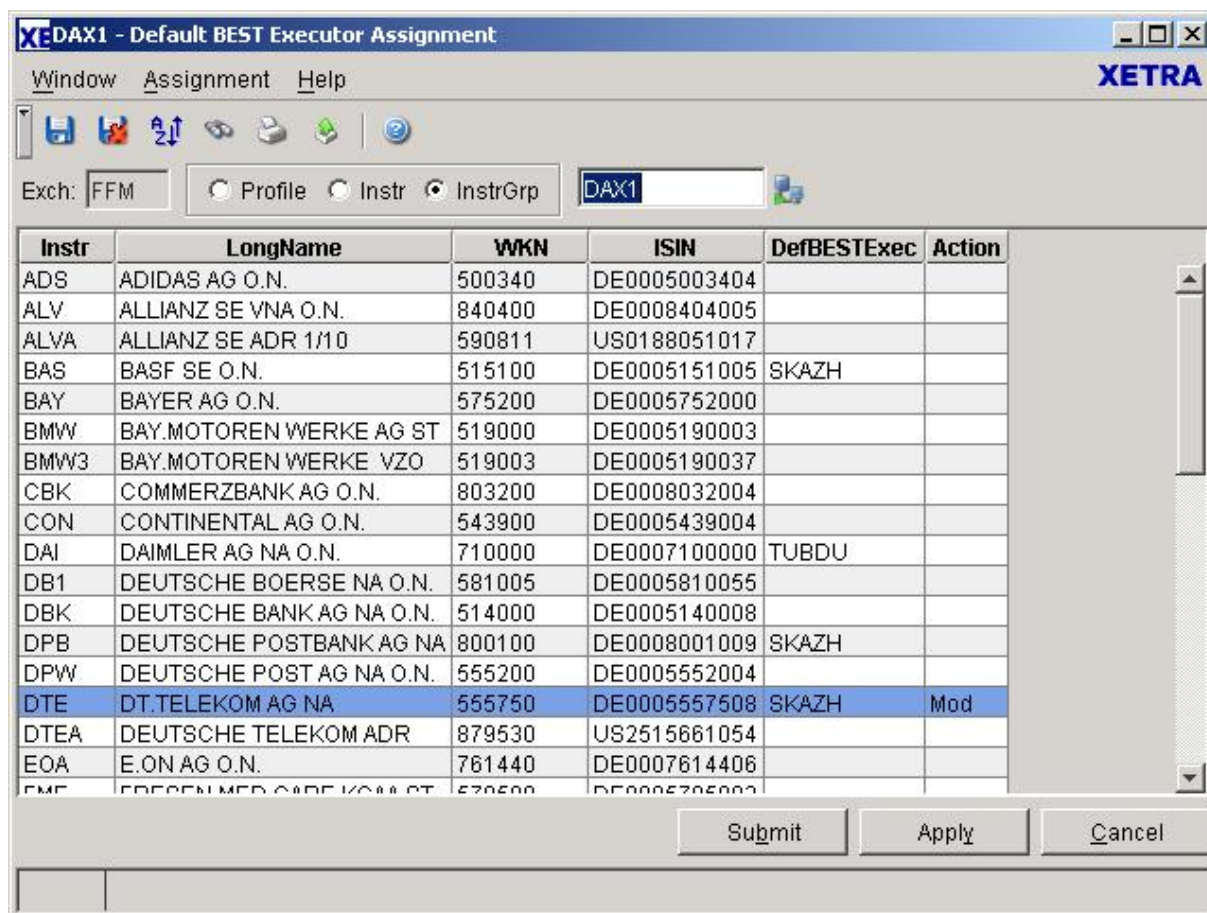 XE DAX1 - Default BEST Executor Assignment
Window Assignment Help XETRA
Exch: FFM Profile Instr InstrGrp DAX1
Instr LongName WKN ISIN DefBESTExec Action
ADS ADIDAS AG O.N. 500340 DE0005003404
ALV ALLIANZ SE VNA O.N. 840400 DE0008404005
ALVA ALLIANZ SE ADR 1/10 590811 US0188051017
BAS BASF SE O.N. 515100 DE0005151005 SKAZH
BAY BAYER AG O.N. 575200 DE0005752000
BMW BAY.MOTOREN WERKE AG ST 519000 DE0005190003
BMW3 BAY.MOTOREN WERKE VZO 519003 DE0005190037
CBK COMMERZBANK AG O.N. 803200 DE0008032004
CON CONTINENTAL AG O.N. 543900 DE0005439004
DAI DAIMLER AG NA O.N. 710000 DE0007100000 TUBDU
DB1 DEUTSCHE BOERSE NA O.N. 581005 DE0005810055
DBK DEUTSCHE BANK AG NA O.N. 514000 DE0005140008
DPB DEUTSCHE POSTBANK AG NA 800100 DE0008001009 SKAZH
DPW DEUTSCHE POST AG NA O.N. 555200 DE0005552004
DTE DT.TELEKOM AG NA 555750 DE0005557508 SKAZH Mod
DTEA DEUTSCHE TELEKOM ADR 879530 US2515661054
EOA E.ON AG O.N. 761440 DE0007614406
Submit Apply Cancel